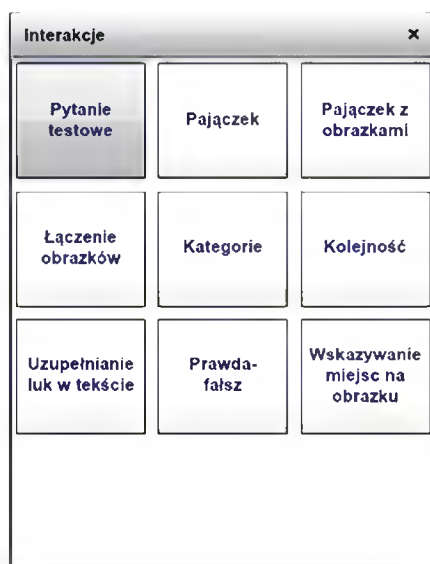 Interakcje ×
Pytanie
testowe
Pajączek
Pajączek z
obrazkami
Łączenie
obrazków
Kategorie
Kolejność
Uzupełnianie
luk w tekście
Prawda-
fałsz
Wskazywanie
miejsc na
obrazku